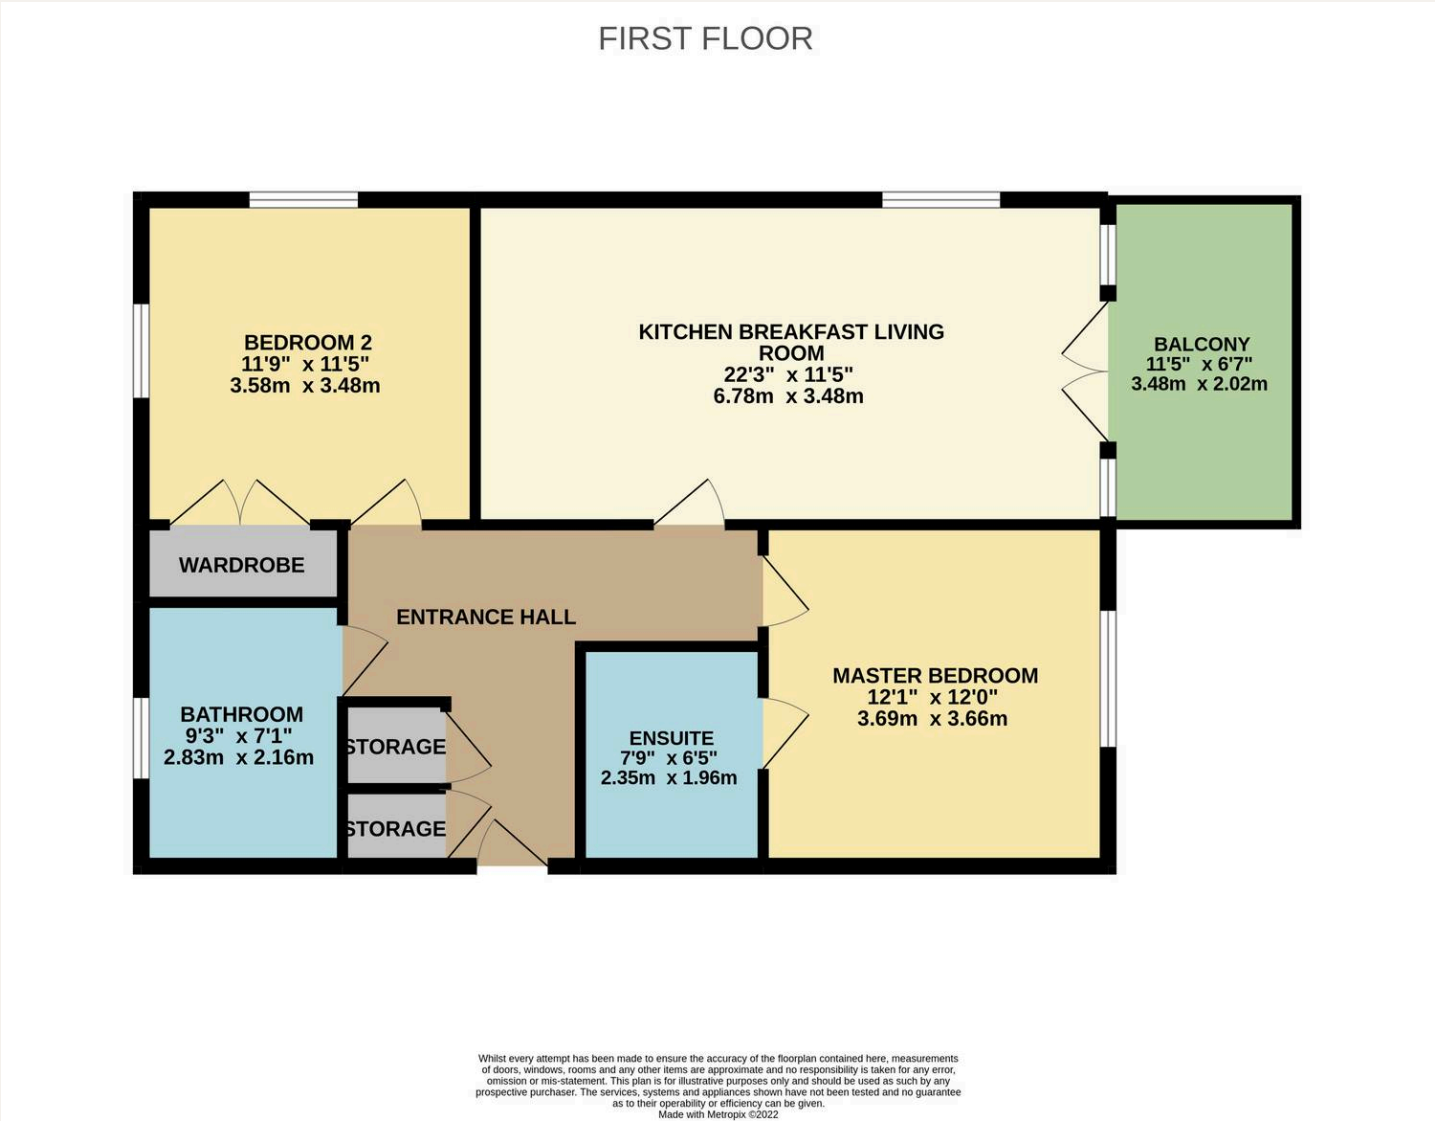 FIRST FLOOR
BEDROOM 2
11'9" x 11'5"
3.58m x 3.48m
KITCHEN BREAKFAST LIVING
ROOM
22'3" x 11'5"
6.78m x 3.48m
BALCONY
11'5" x 6'7"
3.48m x 2.02m
WARDROBE
ENTRANCE HALL
MASTER BEDROOM
12'1" x 12'0"
3.69m x 3.66m
BATHROOM
9'3" x 7'1"
2.83m x 2.16m
STORAGE
ENSUITE
7'9" x 6'5"
2.35m x 1.96m
STORAGE
Whilst every attempt has been made to ensure the accuracy of the floorplan contained here, measurements
of doors, windows, rooms and any other items are approximate and no responsibility is taken for any error,
omission or mis-statement. This plan is for illustrative purposes only and should be used as such by any
prospective purchaser. The services, systems and appliances shown have not been tested and no guarantee
as to their operability or efficiency can be given.
Made with Metropix ©2022